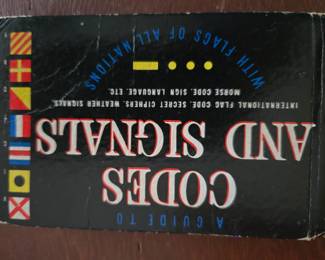 A GUIDE TO
CODES
AND SIGNALS
INTERNATIONAL FLAG CODE, SECRET CIPHERS, WEATHER SIGNALS,
MORSE CODE, SIGN LANGUAGE, ETC.
WITH FLAGS OF ALL NATIONS